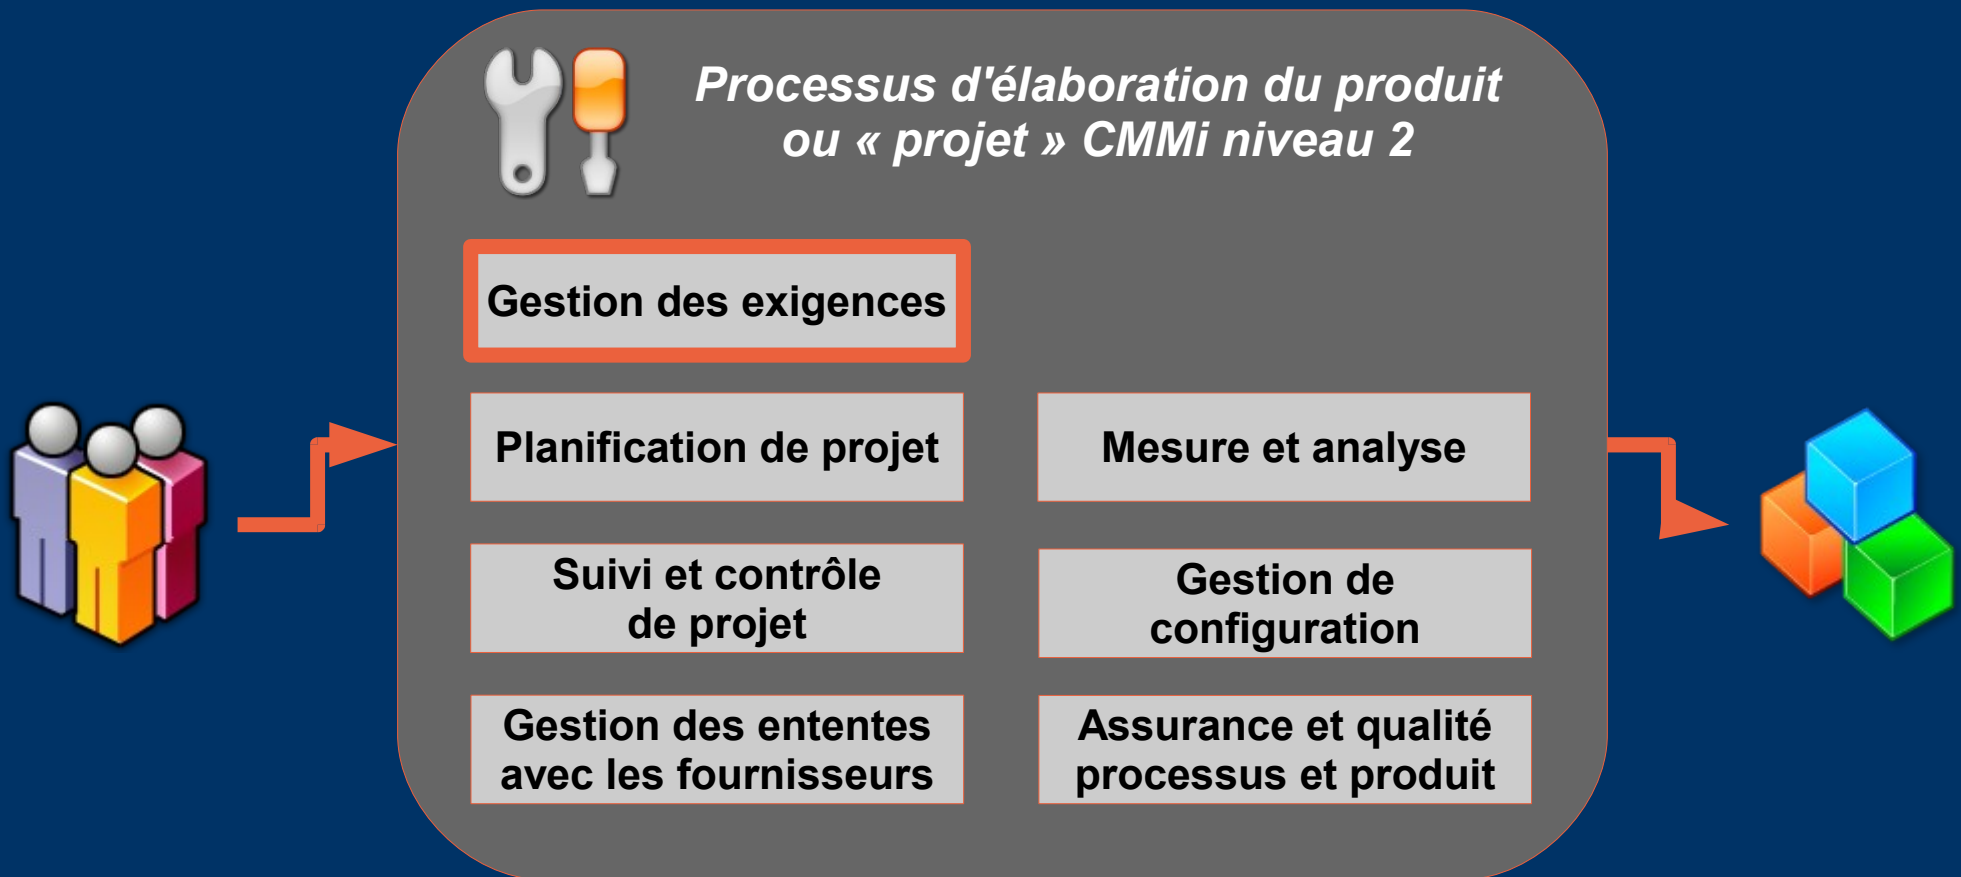 Processus d'élaboration du produit
ou « projet » CMMi niveau 2
Gestion des exigences
Planification de projet
Mesure et analyse
Suivi et contrôle
de projet
Gestion de
configuration
Gestion des ententes
avec les fournisseurs
Assurance et qualité
processus et produit